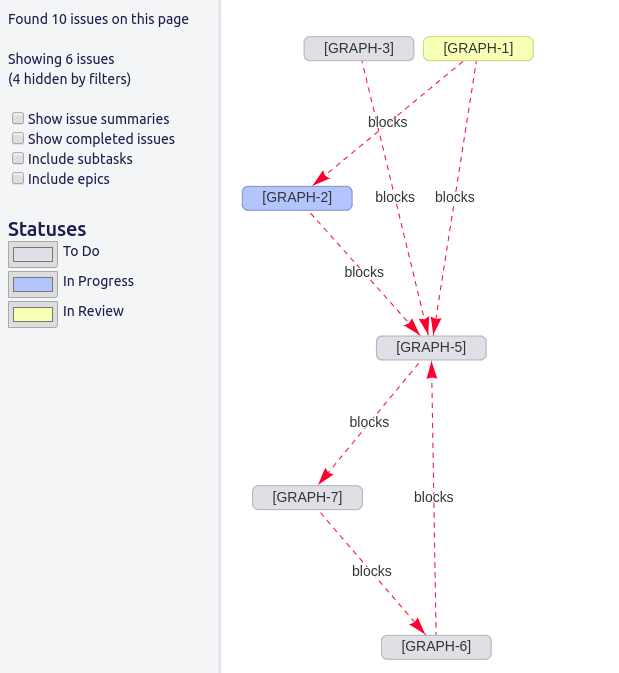 Found 10 issues on this page
Showing 6 issues
(4 hidden by filters)
Show issue summaries
Show completed issues
Include subtasks
Include epics
Statuses
To Do
In Progress
In Review
[GRAPH-3]
[GRAPH-1]
blocks
[GRAPH-2]
blocks
blocks
blocks
[GRAPH-5]
blocks
[GRAPH-7]
blocks
blocks
[GRAPH-6]